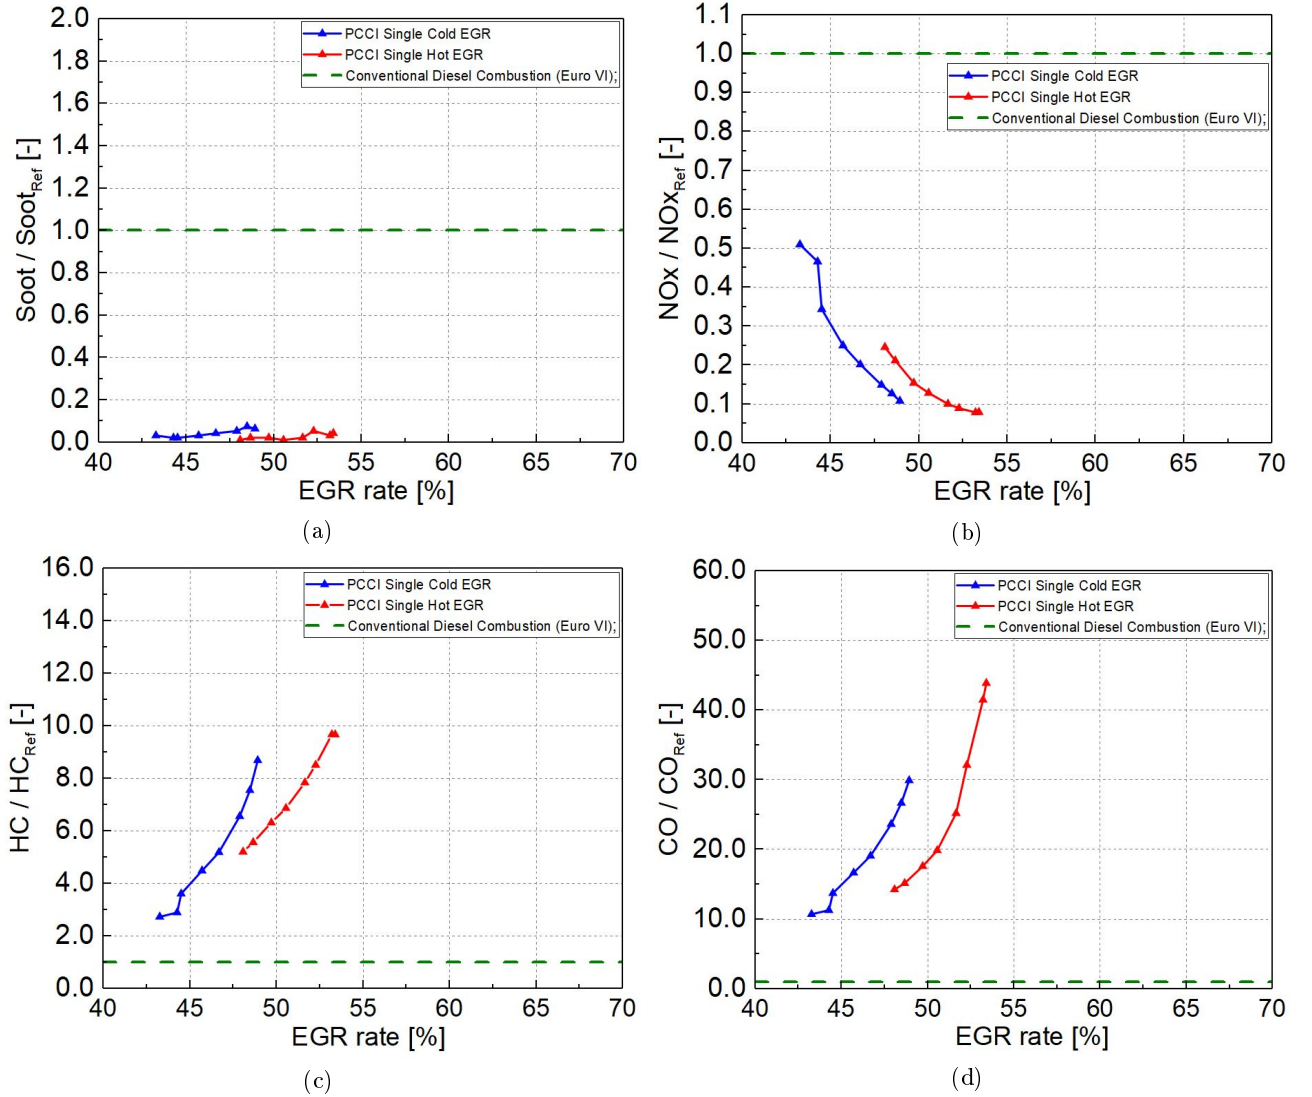 2.0
1.8
1.6
1.4
1.2
1.0
0.8
0.6
0.4
0.2
0.0
Soot / Soot_Ref [-]
PCCI Single Cold EGR
PCCI Single Hot EGR
Conventional Diesel Combustion (Euro VI);
40 45 50 55 60 65 70
EGR rate [%]
(a)
1.1
1.0
0.9
0.8
0.7
0.6
0.5
0.4
0.3
0.2
0.1
0.0
NOx / NOx_Ref [-]
PCCI Single Cold EGR
PCCI Single Hot EGR
Conventional Diesel Combustion (Euro VI);
40 45 50 55 60 65 70
EGR rate [%]
(b)
16.0
14.0
12.0
10.0
8.0
6.0
4.0
2.0
0.0
HC / HC_Ref [-]
PCCI Single Cold EGR
PCCI Single Hot EGR
Conventional Diesel Combustion (Euro VI);
40 45 50 55 60 65 70
EGR rate [%]
(c)
60.0
50.0
40.0
30.0
20.0
10.0
0.0
CO / CO_Ref [-]
PCCI Single Cold EGR
PCCI Single Hot EGR
Conventional Diesel Combustion (Euro VI);
40 45 50 55 60 65 70
EGR rate [%]
(d)